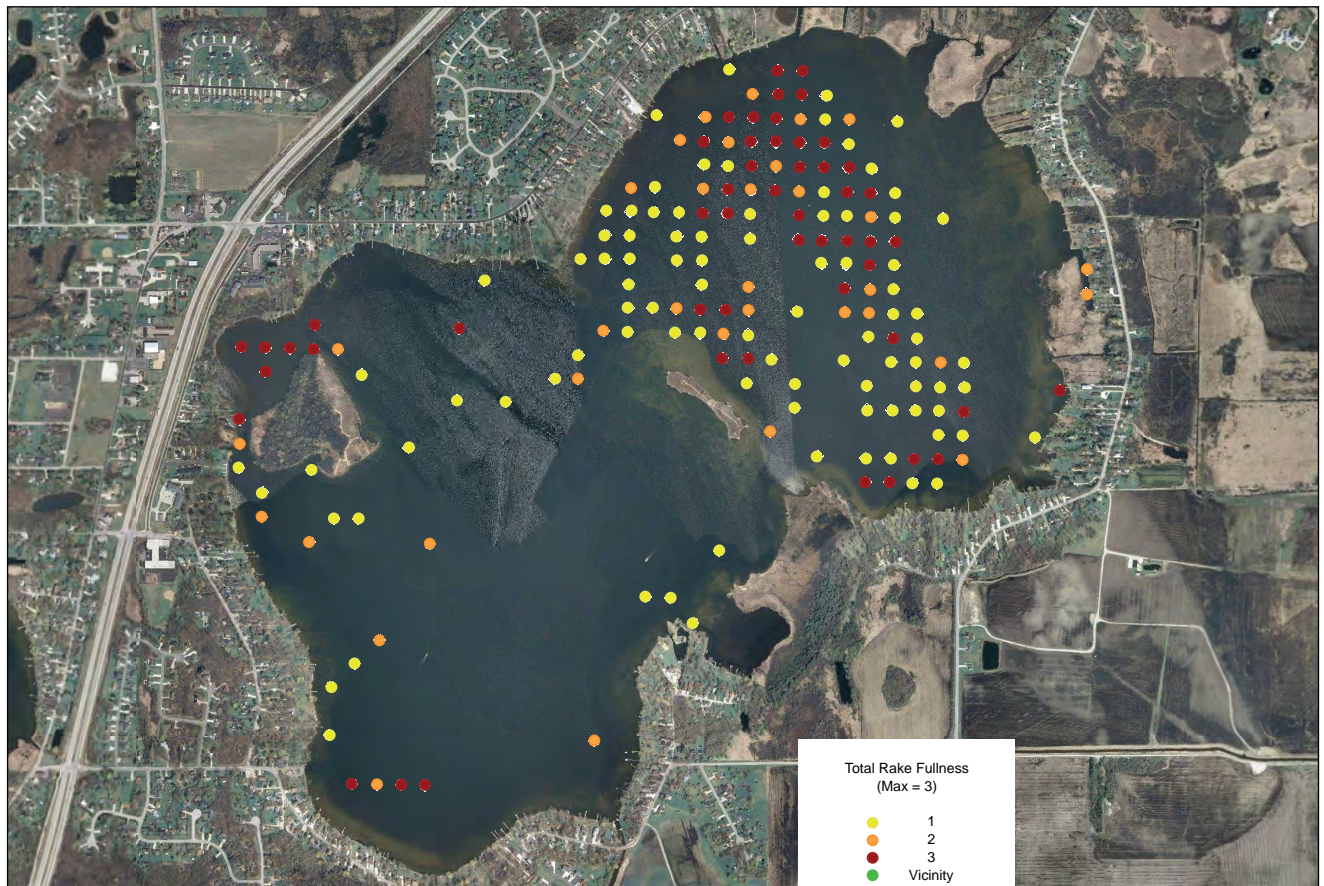 Total Rake Fullness
(Max = 3)
1
2
3
Vicinity